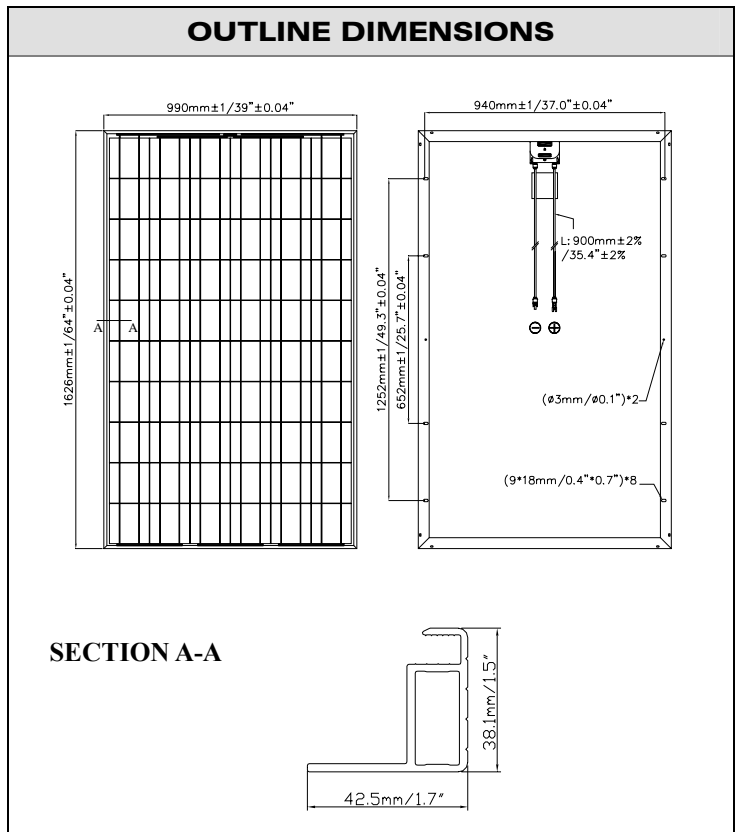 OUTLINE DIMENSIONS
990mm±1/39"±0.04"
940mm±1/37.0"±0.04"
1626mm±1/64"±0.04"
A A
L: 900mm±2%
/35.4"±2%
1252mm±1/49.3"±0.04"
652mm±1/25.7"±0.04"
(ø3mm/ø0.1")*2
(9*18mm/0.4"*0.7")*8
SECTION A-A
38.1mm/1.5"
42.5mm/1.7"